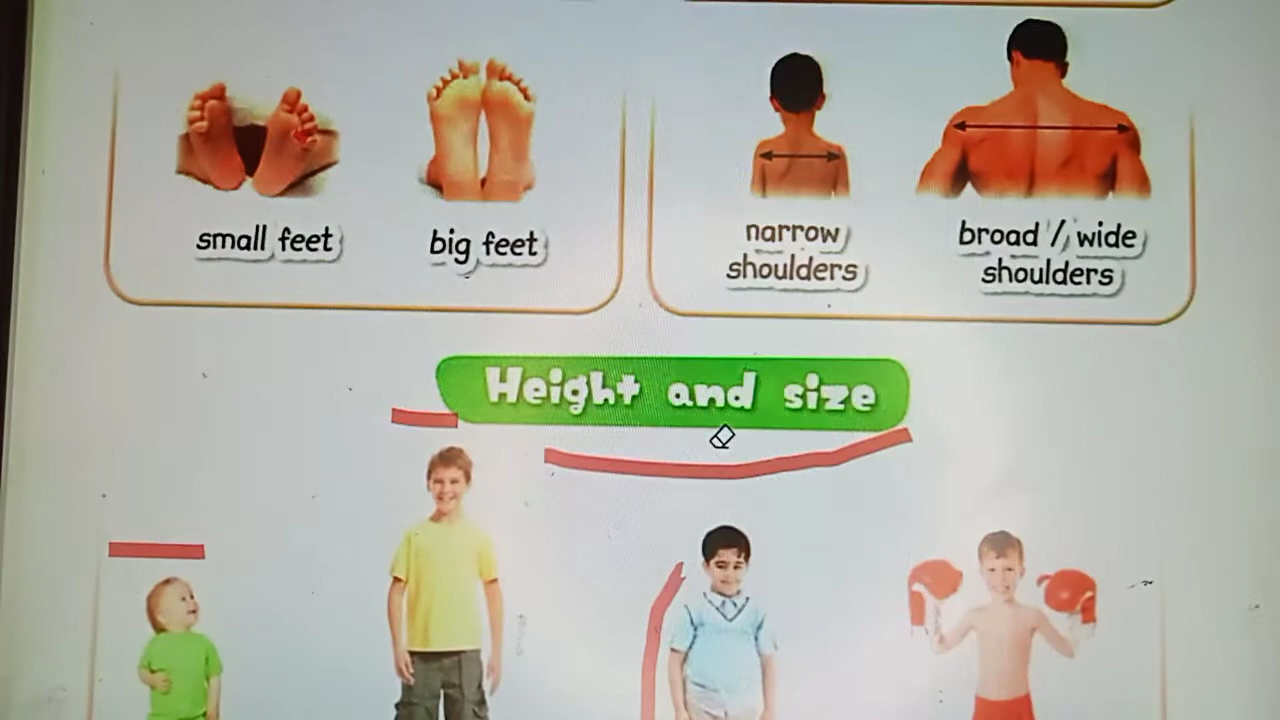 small feet
big feet
narrow
shoulders
broad / wide
shoulders
Height and size